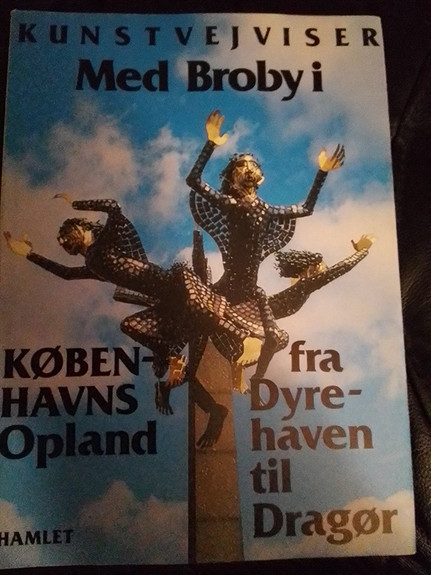 KUNSTVEJVISER
Med Broby i
KØBEN-
HAVNS
Opland
fra
Dyre-
haven
til
Dragør
HAMLET